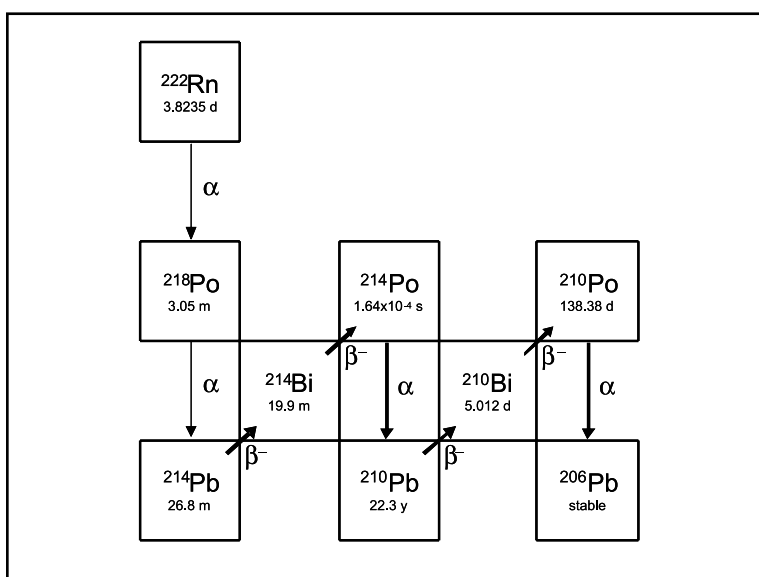 ²²²Rn
3.8235 d
α
²¹⁸Po
3.05 m
²¹⁴Po
1.64x10⁻⁴ s
²¹⁰Po
138.38 d
β⁻
β⁻
α
²¹⁴Bi
19.9 m
α
²¹⁰Bi
5.012 d
α
β⁻
β⁻
²¹⁴Pb
26.8 m
²¹⁰Pb
22.3 y
²⁰⁶Pb
stable